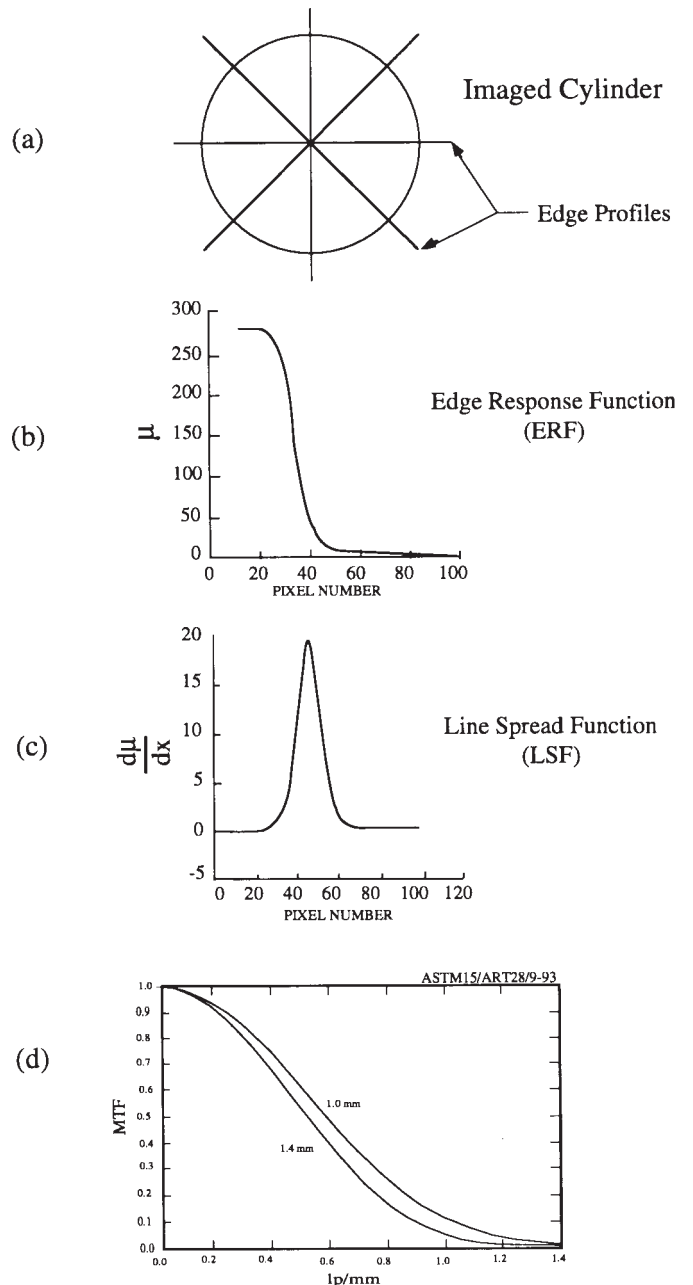 (a)
Imaged Cylinder
Edge Profiles
(b)
300
250
200
150
100
50
0
μ
0 20 40 60 80 100
PIXEL NUMBER
Edge Response Function
(ERF)
(c)
20
15
10
5
0
-5
dμ
dx
0 20 40 60 80 100 120
PIXEL NUMBER
Line Spread Function
(LSF)
(d)
ASTM15/ART28/9-93
1.0
0.9
0.8
0.7
0.6
0.5
0.4
0.3
0.2
0.1
0.0
MTF
1.0 mm
1.4 mm
0.0 0.2 0.4 0.6 0.8 1.0 1.2 1.4
lp/mm